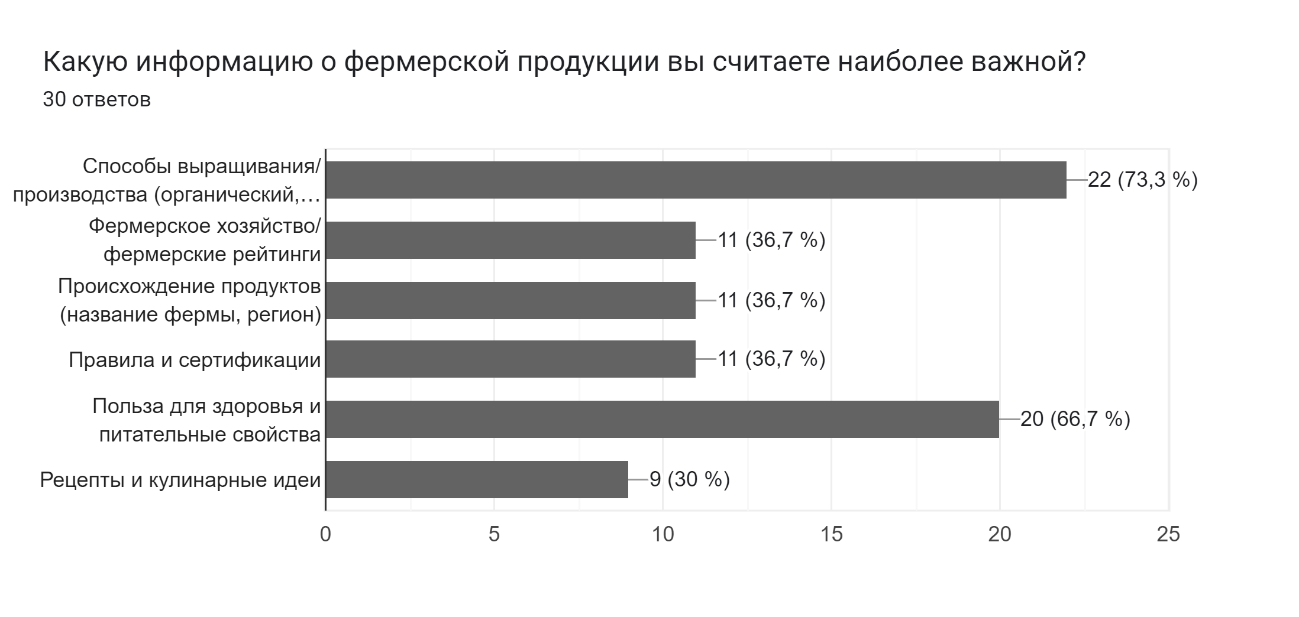 Какую информацию о фермерской продукции вы считаете наиболее важной?
30 ответов
Способы выращивания/
производства (органический,…
22 (73,3 %)
Фермерское хозяйство/
фермерские рейтинги
11 (36,7 %)
Происхождение продуктов
(название фермы, регион)
11 (36,7 %)
Правила и сертификации
11 (36,7 %)
Польза для здоровья и
питательные свойства
20 (66,7 %)
Рецепты и кулинарные идеи
9 (30 %)
0 5 10 15 20 25